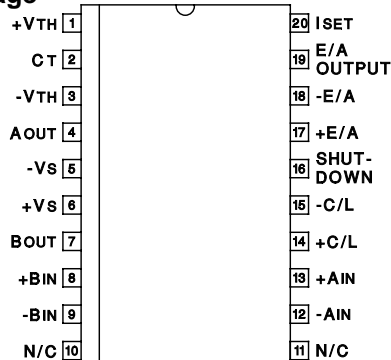 +VTH 1
CT 2
-VTH 3
AOUT 4
-VS 5
+VS 6
BOUT 7
+BIN 8
-BIN 9
N/C 10
20 ISET
19 E/A
OUTPUT
18 -E/A
17 +E/A
16 SHUT-
DOWN
15 -C/L
14 +C/L
13 +AIN
12 -AIN
11 N/C